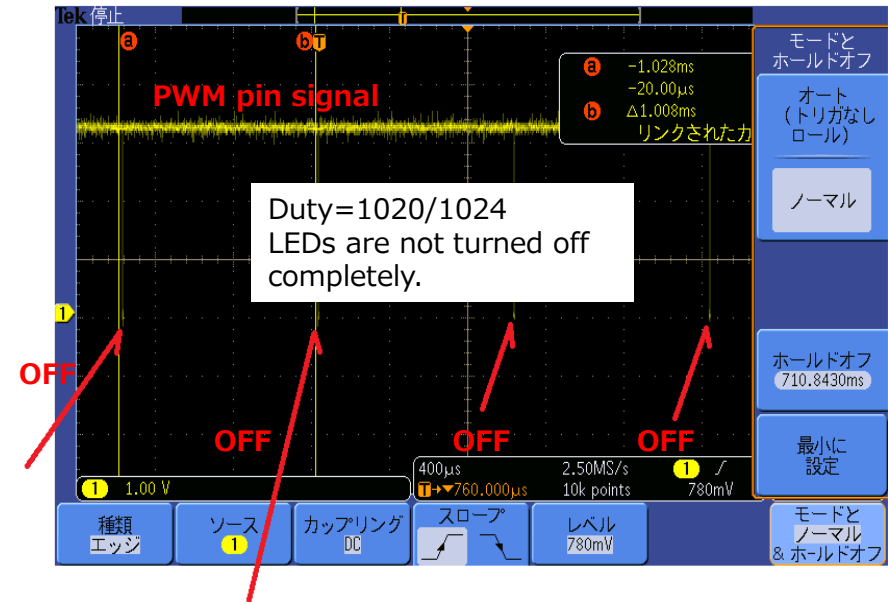 Tek 停止
T
a
b T
a -1.028ms
-20.00μs
b Δ1.008ms
リンクされたカ
PWM pin signal
Duty=1020/1024
LEDs are not turned off
completely.
1
OFF
OFF
OFF
OFF
1 1.00 V
400μs 2.50MS/s 1
T→▼760.000μs 10k points 780mV
種類
エッジ
ソース
1
カップリング
DC
スロープ
レベル
780mV
モードと
ノーマル
& ホールドオフ
モードと
ホールドオフ
オート
(トリガなし
ロール)
ノーマル
ホールドオフ
710.8430ms
最小に
設定